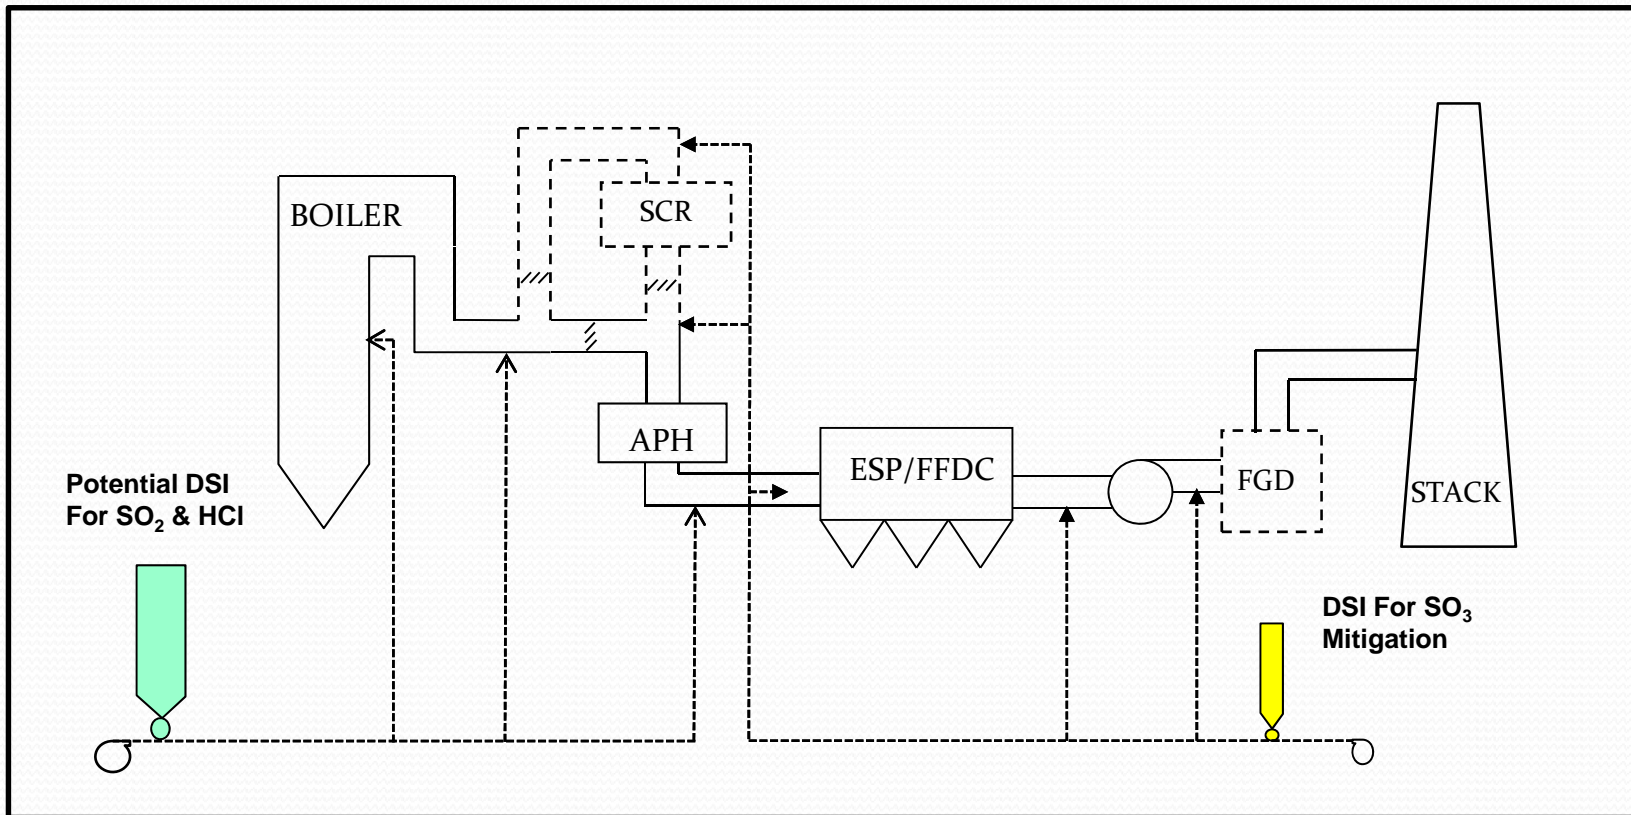 BOILER
SCR
APH
ESP/FFDC
FGD
STACK
Potential DSI
For SO₂ & HCl
DSI For SO₃
Mitigation